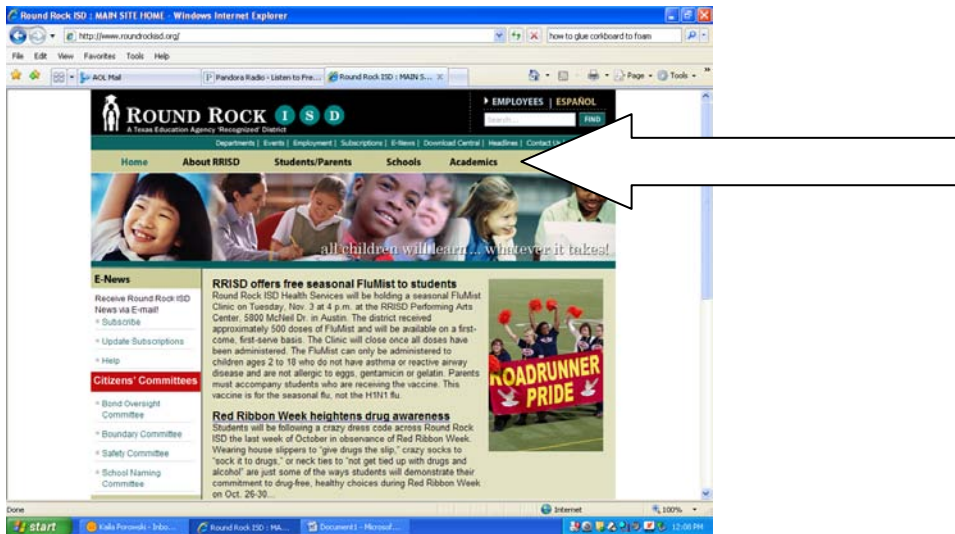 Round Rock ISD : MAIN SITE HOME - Windows Internet Explorer
http://www.roundrockisd.org/
how to glue corkboard to foam
File Edit View Favorites Tools Help
AOL Mail
Pandora Radio - Listen to Fre...
Round Rock ISD : MAIN S...
Page
Tools
EMPLOYEES | ESPAÑOL
ROUND ROCK I S D
Search...
FIND
A Texas Education Agency 'Recognized' District
Departments | Events | Employment | Subscriptions | E-News | Download Central | Headlines | Contact Us
Home
About RRISD
Students/Parents
Schools
Academics
all children will learn... whatever it takes!
E-News
Receive Round Rock ISD
News via E-mail!
Subscribe
Update Subscriptions
Help
Citizens' Committees
Bond Oversight
Committee
Boundary Committee
Safety Committee
School Naming
Committee
RRISD offers free seasonal FluMist to students
Round Rock ISD Health Services will be holding a seasonal FluMist
Clinic on Tuesday, Nov. 3 at 4 p.m. at the RRISD Performing Arts
Center, 5800 McNeil Dr. in Austin. The district received
approximately 500 doses of FluMist and will be available on a first-
come, first-serve basis. The Clinic will close once all doses have
been administered. The FluMist can only be administered to
children ages 2 to 18 who do not have asthma or reactive airway
disease and are not allergic to eggs, gentamicin or gelatin. Parents
must accompany students who are receiving the vaccine. This
vaccine is for the seasonal flu, not the H1N1 flu.
Red Ribbon Week heightens drug awareness
Students will be following a crazy dress code across Round Rock
ISD the last week of October in observance of Red Ribbon Week.
Wearing house slippers to "give drugs the slip," crazy socks to
"sock it to drugs," or neck ties to "not get tied up with drugs and
alcohol" are just some of the ways students will demonstrate their
commitment to drug-free, healthy choices during Red Ribbon Week
on Oct. 26-30...
ROADRUNNER
PRIDE
Done
Internet
100%
start
Inbo...
Round Rock ISD : MA...
Document1 - Microsof...
12:08 PM